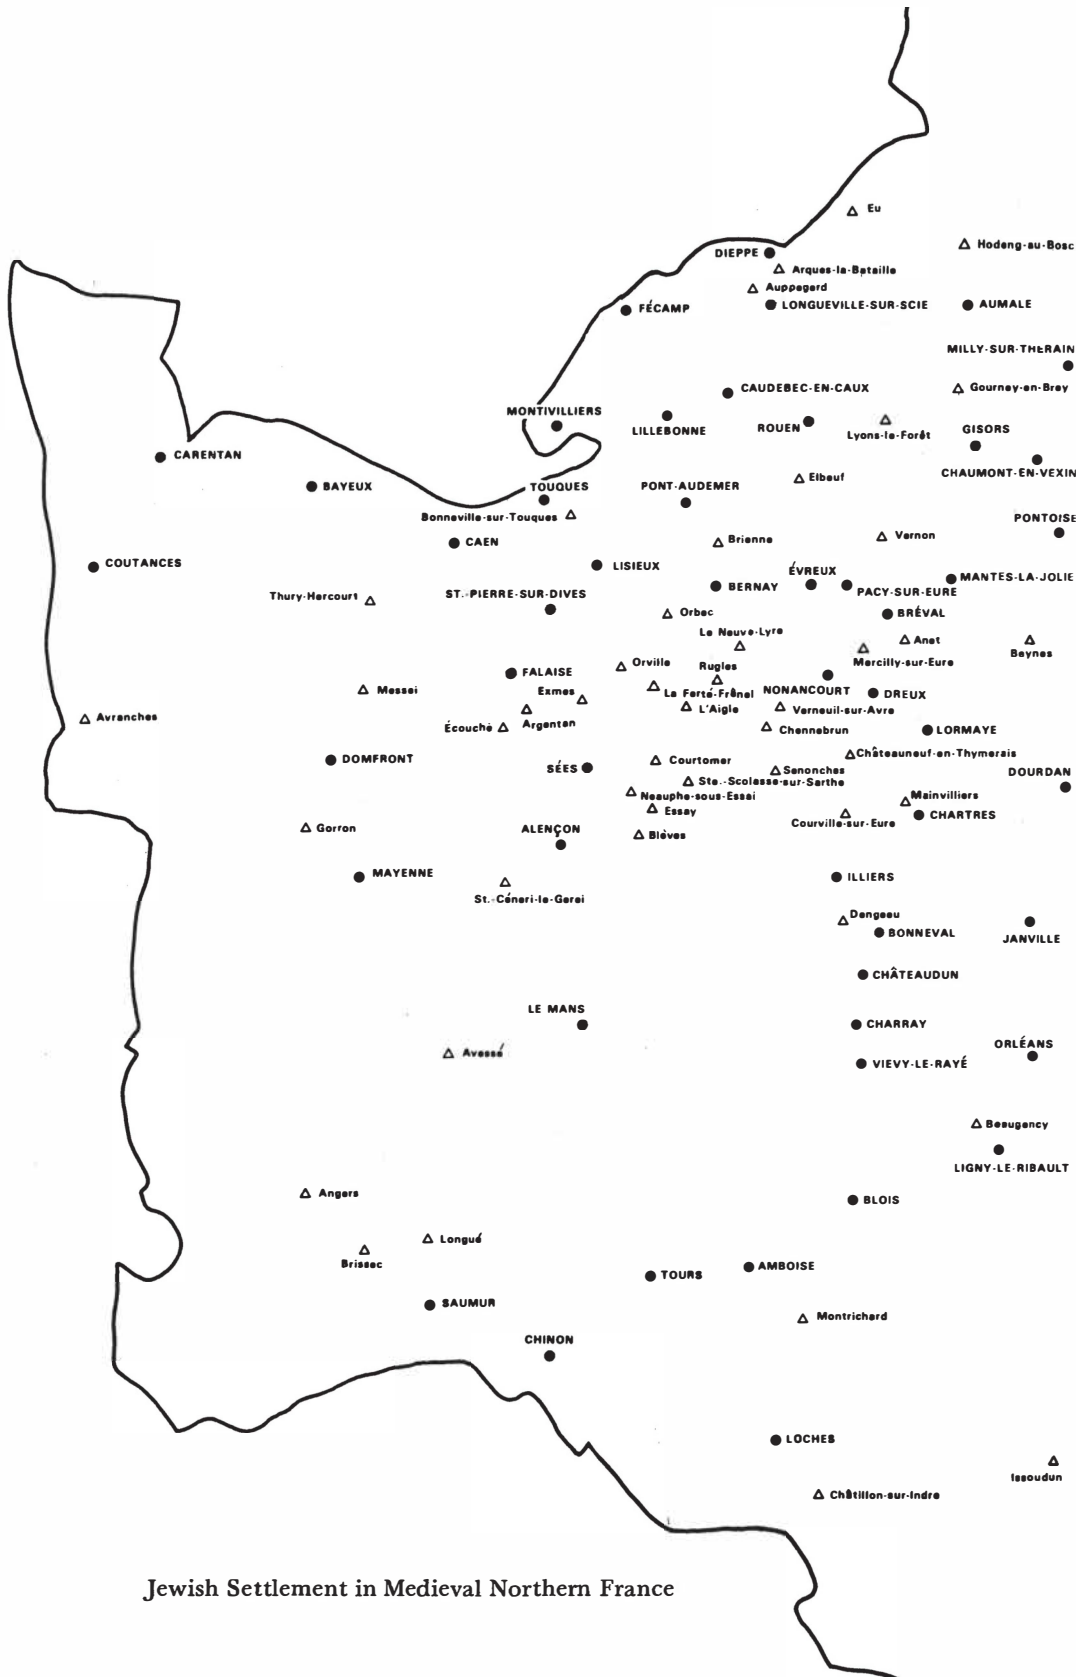 Eu
Hodeng-au-Bosc
DIEPPE
Arques-la-Bataille
Auppegard
LONGUEVILLE-SUR-SCIE
AUMALE
FÉCAMP
MILLY-SUR-THERAIN
CAUDEBEC-EN-CAUX
Gournay-en-Bray
MONTIVILLIERS
LILLEBONNE
ROUEN
Lyons-le-Forêt
GISORS
CARENTAN
CHAUMONT-EN-VEXIN
Elbeuf
BAYEUX
TOUQUES
PONT-AUDEMER
Bonneville-sur-Touques
PONTOISE
CAEN
Brienne
Vernon
COUTANCES
LISIEUX
ÉVREUX
MANTES-LA-JOLIE
BERNAY
PACY-SUR-EURE
Thury-Harcourt
ST.-PIERRE-SUR-DIVES
Orbec
BRÉVAL
La Neuve-Lyre
Anet
Beynes
Marcilly-sur-Eure
Orville
Rugles
FALAISE
Messei
Exmes
La Ferté-Frênel
NONANCOURT
DREUX
L'Aigle
Verneuil-sur-Avre
Avranches
Écouché
Argentan
Chennebrun
LORMAYE
DOMFRONT
SÉES
Courtomer
Châteauneuf-en-Thymerais
Senonches
DOURDAN
Ste.-Scolasse-sur-Sarthe
Neauphe-sous-Essai
Mainvilliers
Essay
Courville-sur-Eure
CHARTRES
Gorron
ALENÇON
Blèves
MAYENNE
ILLIERS
St.-Céneri-le-Gerei
Dangeau
BONNEVAL
JANVILLE
CHÂTEAUDUN
LE MANS
CHARRAY
ORLÉANS
Avessé
VIEVY-LE-RAYÉ
Beaugency
LIGNY-LE-RIBAULT
Angers
BLOIS
Longué
Brissac
TOURS
AMBOISE
SAUMUR
Montrichard
CHINON
LOCHES
Issoudun
Châtillon-sur-Indre
Jewish Settlement in Medieval Northern France